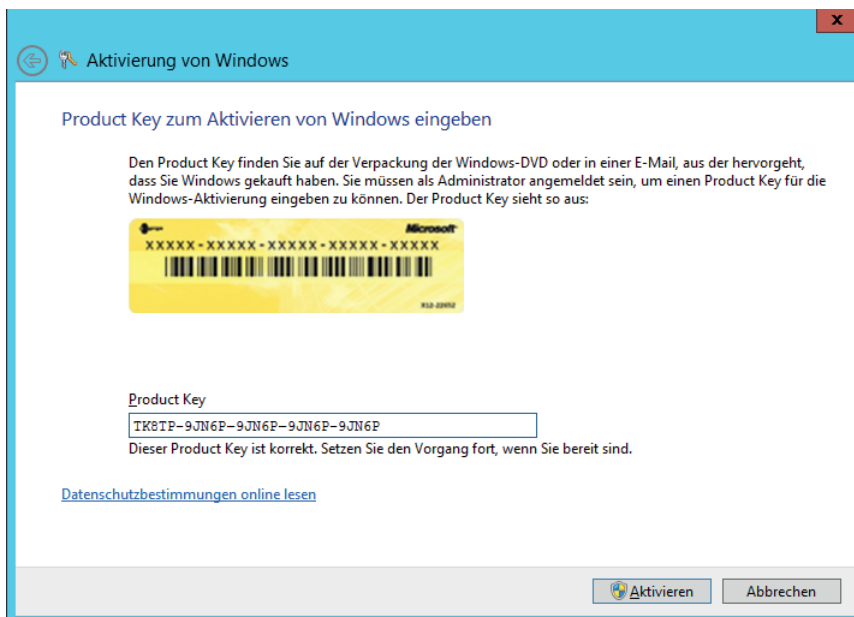 x
Aktivierung von Windows
Product Key zum Aktivieren von Windows eingeben
Den Product Key finden Sie auf der Verpackung der Windows-DVD oder in einer E-Mail, aus der hervorgeht,
dass Sie Windows gekauft haben. Sie müssen als Administrator angemeldet sein, um einen Product Key für die
Windows-Aktivierung eingeben zu können. Der Product Key sieht so aus:
Microsoft
XXXXX-XXXXX-XXXXX-XXXXX-XXXXX
X12-22652
Product Key
TK8TP-9JN6P-9JN6P-9JN6P-9JN6P
Dieser Product Key ist korrekt. Setzen Sie den Vorgang fort, wenn Sie bereit sind.
Datenschutzbestimmungen online lesen
Aktivieren Abbrechen